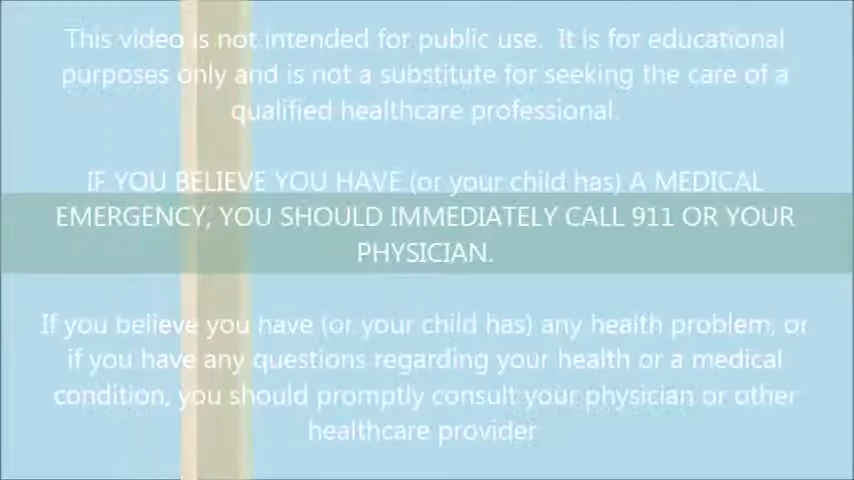 This video is not intended for public use.  It is for educational
purposes only and is not a substitute for seeking the care of a
qualified healthcare professional.
IF YOU BELIEVE YOU HAVE (or your child has) A MEDICAL
EMERGENCY, YOU SHOULD IMMEDIATELY CALL 911 OR YOUR
PHYSICIAN.
If you believe you have (or your child has) any health problem, or
if you have any questions regarding your health or a medical
condition, you should promptly consult your physician or other
healthcare provider